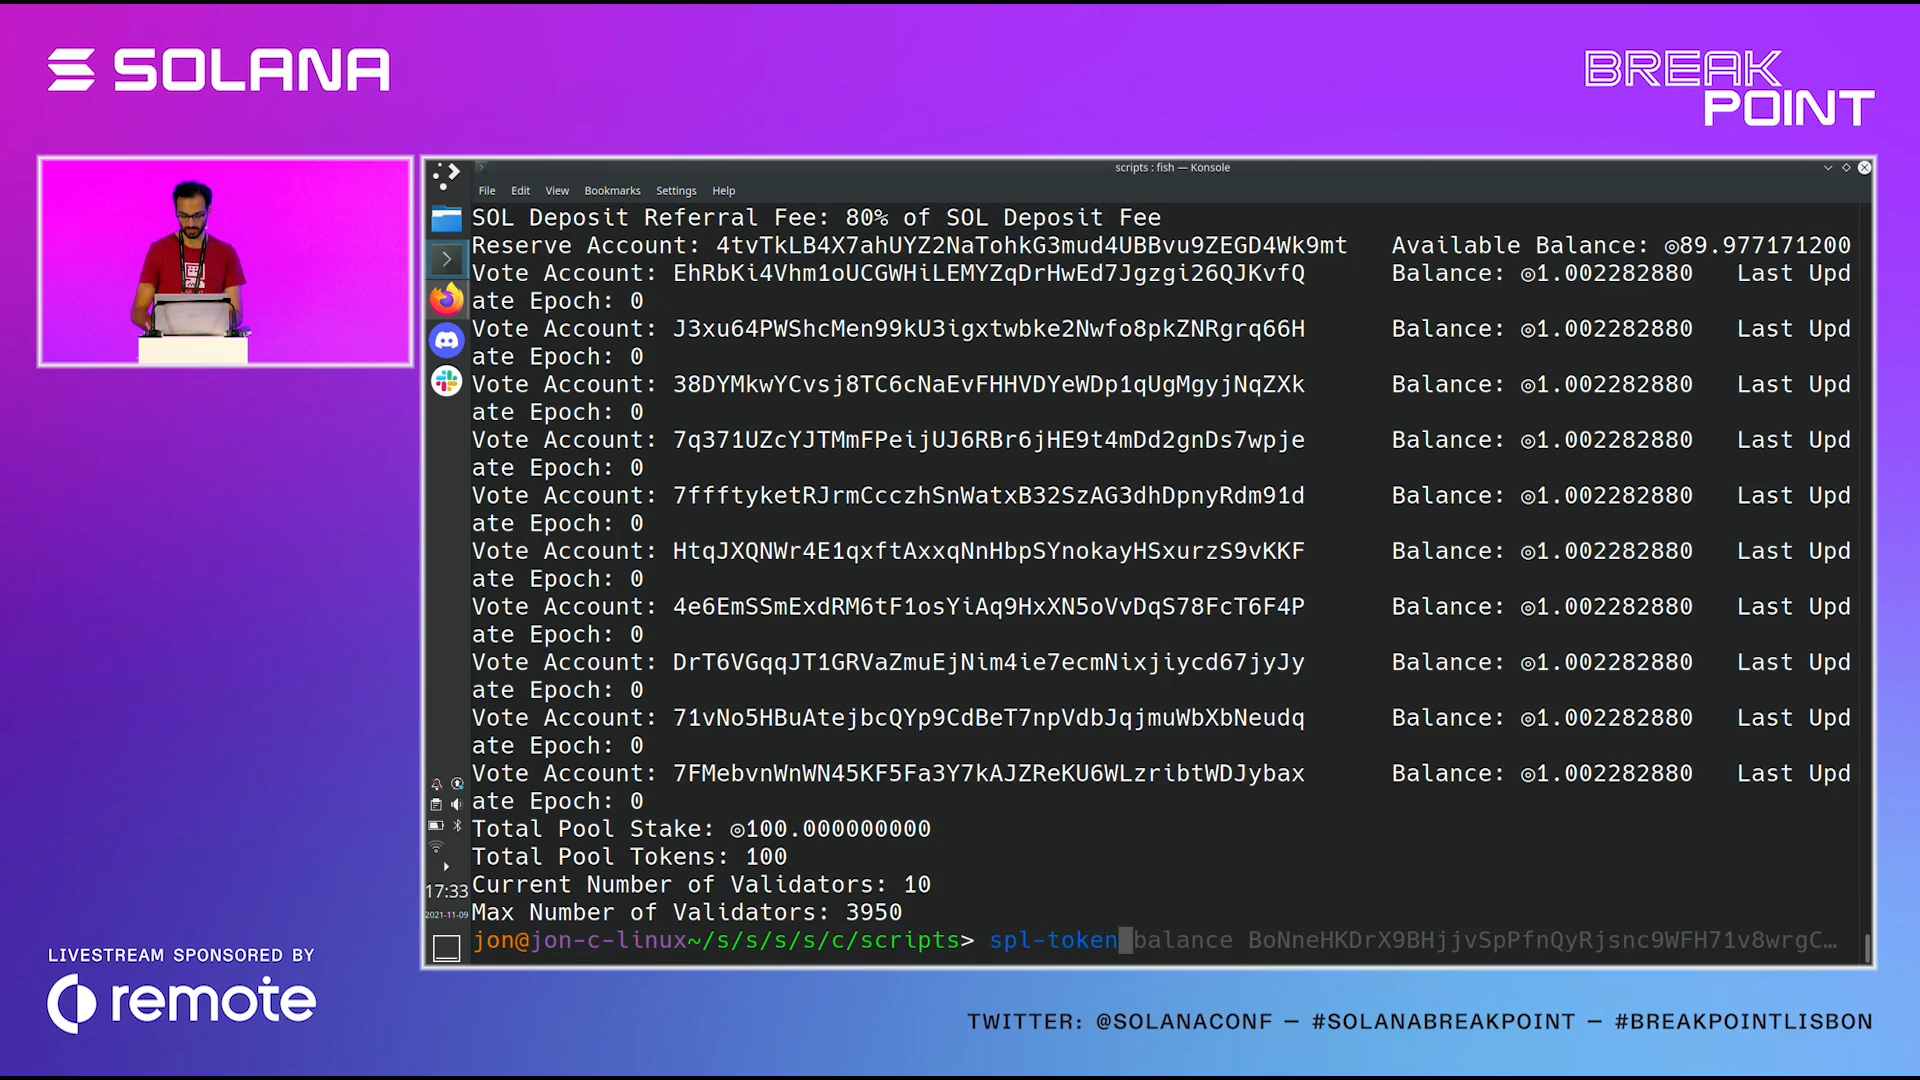 SOLANA
BREAK
POINT
scripts : fish — Konsole
File Edit View Bookmarks Settings Help
SOL Deposit Referral Fee: 80% of SOL Deposit Fee
Reserve Account: 4tvTkLB4X7ahUYZ2NaTohkG3mud4UBBvu9ZEGD4Wk9mt Available Balance: ◎89.977171200
Vote Account: EhRbKi4Vhm1oUCGWHiLEMYZqDrHwEd7Jgzgi26QJKvfQ Balance: ◎1.002282880 Last Upd
ate Epoch: 0
Vote Account: J3xu64PWShcMen99kU3igxtwbke2Nwfo8pkZNRgrq66H Balance: ◎1.002282880 Last Upd
ate Epoch: 0
Vote Account: 38DYMkwYCvsj8TC6cNaEvFHHVDYeWDp1qUgMgyjNqZXk Balance: ◎1.002282880 Last Upd
ate Epoch: 0
Vote Account: 7q371UZcYJTMmFPeijUJ6RBr6jHE9t4mDd2gnDs7wpje Balance: ◎1.002282880 Last Upd
ate Epoch: 0
Vote Account: 7ffftyketRJrmCcczhSnWatxB32SzAG3dhDpnyRdm91d Balance: ◎1.002282880 Last Upd
ate Epoch: 0
Vote Account: HtqJXQNWr4E1qxftAxxqNnHbpSYnokayHSxurzS9vKKF Balance: ◎1.002282880 Last Upd
ate Epoch: 0
Vote Account: 4e6EmSSmExdRM6tF1osYiAq9HxXN5oVvDqS78FcT6F4P Balance: ◎1.002282880 Last Upd
ate Epoch: 0
Vote Account: DrT6VGqqJT1GRVaZmuEjNim4ie7ecmNixjiycd67jyJy Balance: ◎1.002282880 Last Upd
ate Epoch: 0
Vote Account: 71vNo5HBuAtejbcQYp9CdBeT7npVdbJqjmuWbXbNeudq Balance: ◎1.002282880 Last Upd
ate Epoch: 0
Vote Account: 7FMebvnWnWN45KF5Fa3Y7kAJZReKU6WLzribtWDJybax Balance: ◎1.002282880 Last Upd
ate Epoch: 0
Total Pool Stake: ◎100.000000000
Total Pool Tokens: 100
Current Number of Validators: 10
Max Number of Validators: 3950
jon@jon-c-linux~/s/s/s/s/c/scripts> spl-token balance BoNneHKDrX9BHjjvSpPfnQyRjsnc9WFH71v8wrgC…
17:33
2021-11-09
LIVESTREAM SPONSORED BY
remote
TWITTER: @SOLANACONF – #SOLANABREAKPOINT – #BREAKPOINTLISBON